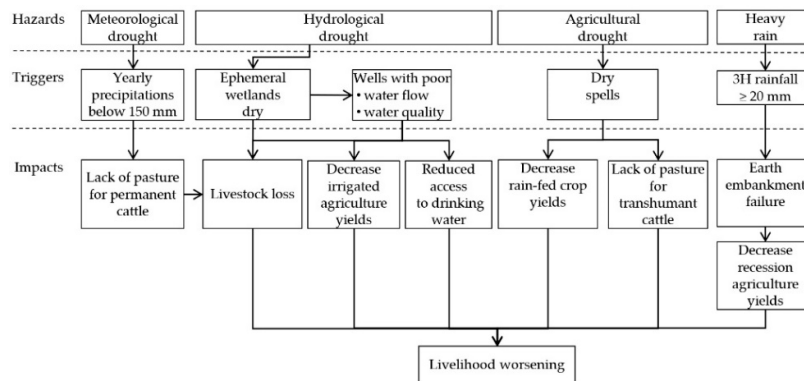 Hazards
Meteorological
drought
Hydrological
drought
Agricultural
drought
Heavy
rain
Triggers
Yearly
precipitations
below 150 mm
Ephemeral
wetlands
dry
Wells with poor
• water flow
• water quality
Dry
spells
3H rainfall
≥ 20 mm
Impacts
Lack of pasture
for permanent
cattle
Livestock loss
Decrease
irrigated
agriculture
yields
Reduced
access
to drinking
water
Decrease
rain-fed crop
yields
Lack of pasture
for
transhumant
cattle
Earth
embankment
failure
Decrease
recession
agriculture
yields
Livelihood worsening